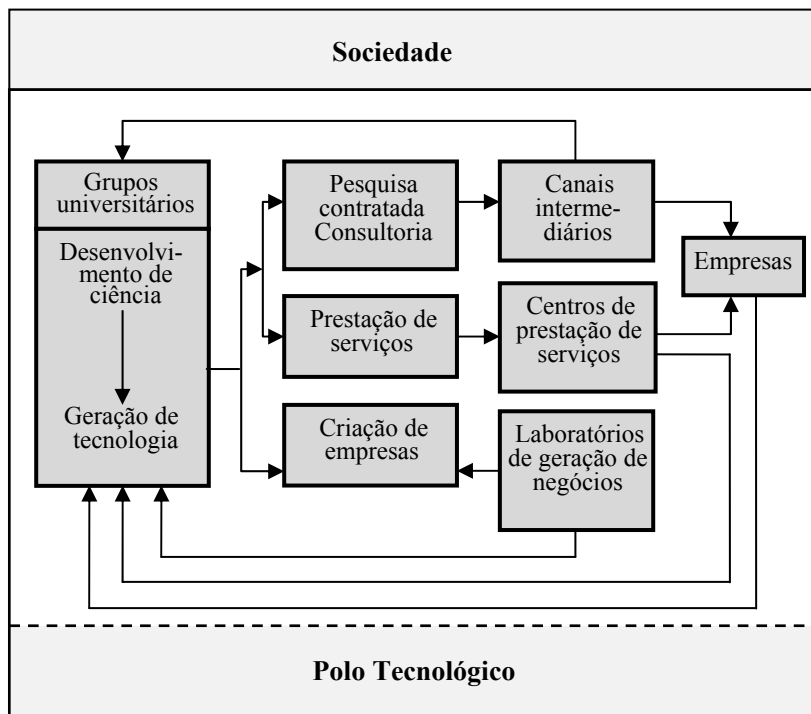 Sociedade
Grupos
universitários
Desenvolvi-
mento de
ciência
Geração de
tecnologia
Pesquisa
contratada
Consultoria
Prestação de
serviços
Criação de
empresas
Canais
interme-
diários
Centros de
prestação de
serviços
Laboratórios
de geração de
negócios
Empresas
Polo Tecnológico